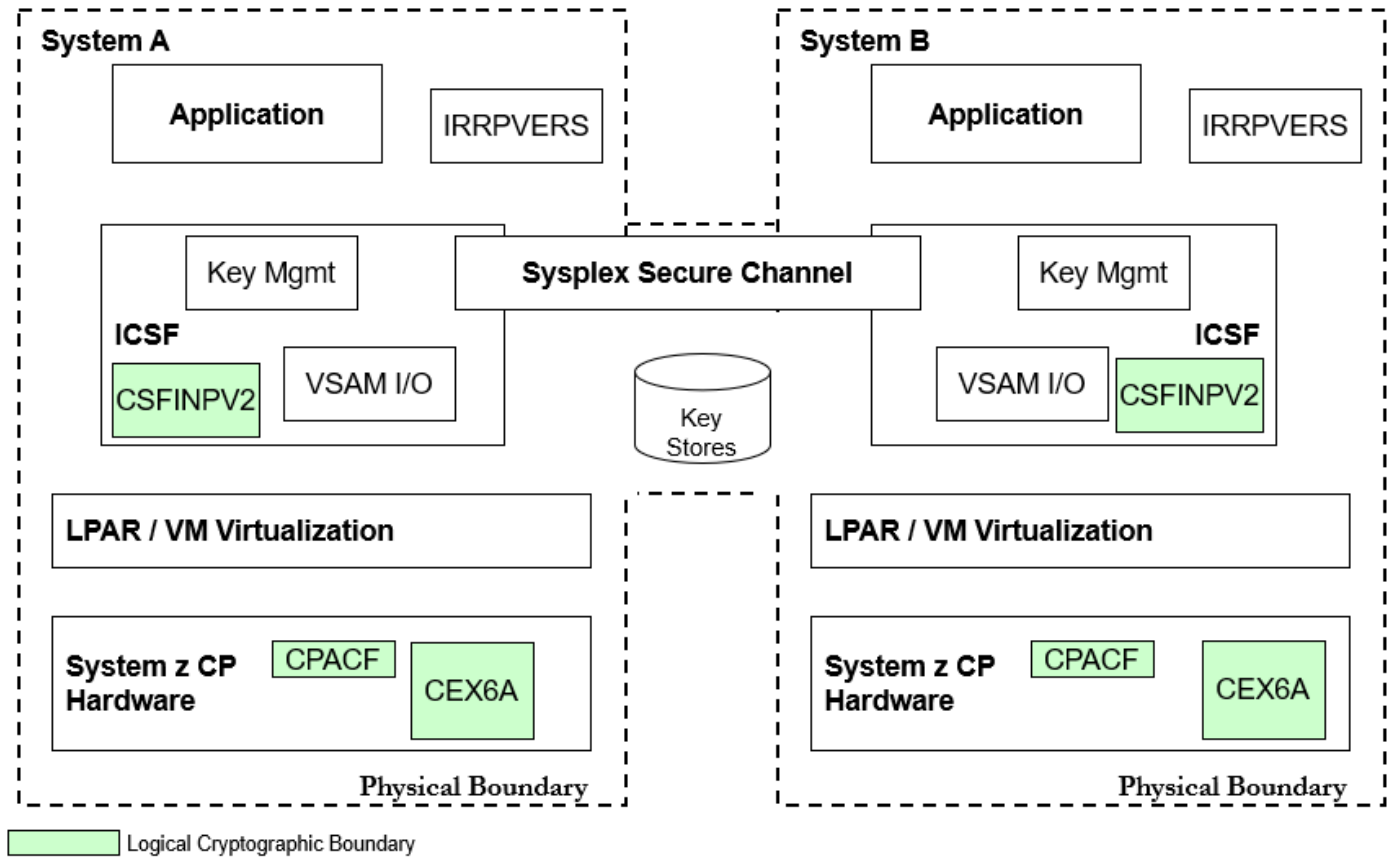 System A
Application
IRRPVERS
Key Mgmt
ICSF
CSFINPV2
VSAM I/O
LPAR / VM Virtualization
System z CP
Hardware
CPACF
CEX6A
Physical Boundary
Sysplex Secure Channel
Key
Stores
System B
Application
IRRPVERS
Key Mgmt
ICSF
VSAM I/O
CSFINPV2
LPAR / VM Virtualization
System z CP
Hardware
CPACF
CEX6A
Physical Boundary
Logical Cryptographic Boundary